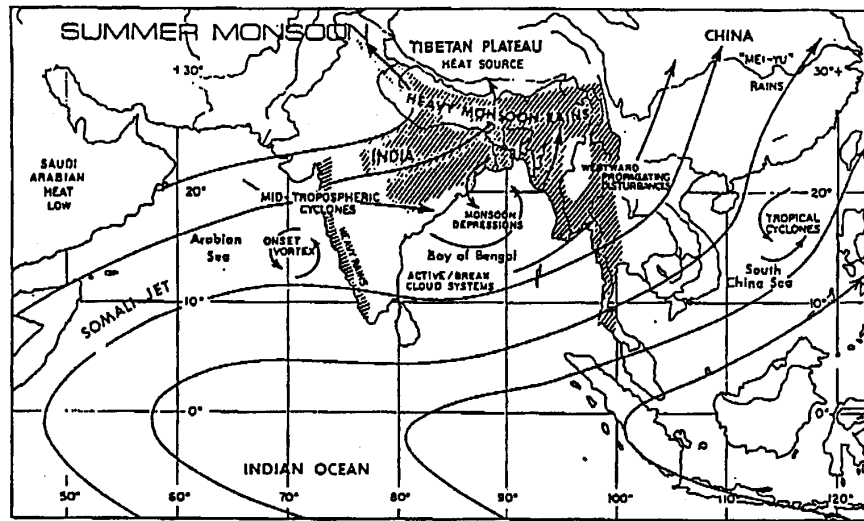 SUMMER MONSOON
TIBETAN PLATEAU
HEAT SOURCE
CHINA
"MEI-YU"
RAINS
+30°
30°+
HEAVY MONSOON RAINS
INDIA
SAUDI
ARABIAN
HEAT
LOW
20°
20°
MID-TROPOSPHERIC
CYCLONES
WESTWARD
PROPAGATING
DISTURBANCES
MONSOON
DEPRESSIONS
TROPICAL
CYCLONES
Arabian
Sea
ONSET
VORTEX
HEAVY RAINS
Bay of Bengal
ACTIVE/BREAK
CLOUD SYSTEMS
South
China Sea
SOMALI JET
10°
10°
0°
0°
INDIAN OCEAN
50°
60°
70°
80°
90°
100°
110°
120°